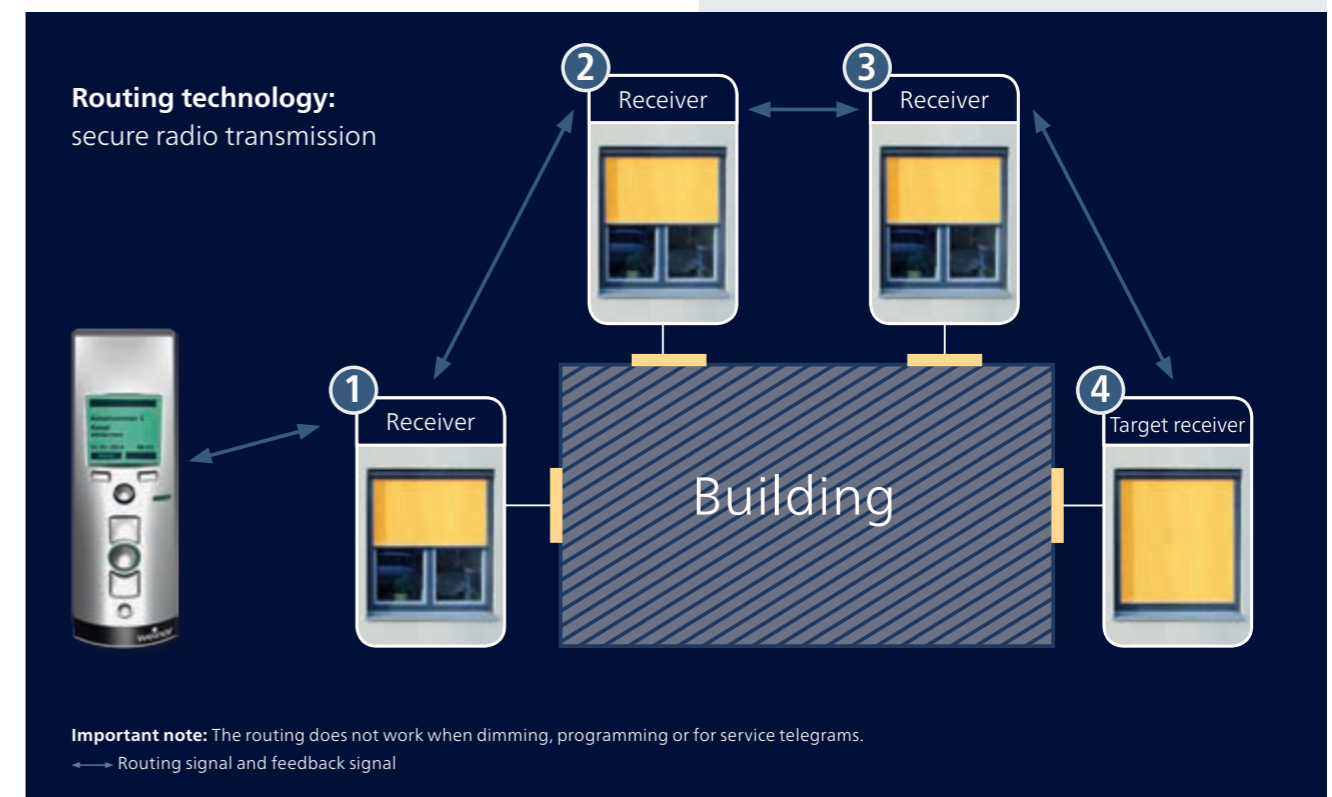 Routing technology:
secure radio transmission
2
Receiver
3
Receiver
1
Receiver
4
Target receiver
Building
weinor
Important note: The routing does not work when dimming, programming or for service telegrams.
Routing signal and feedback signal